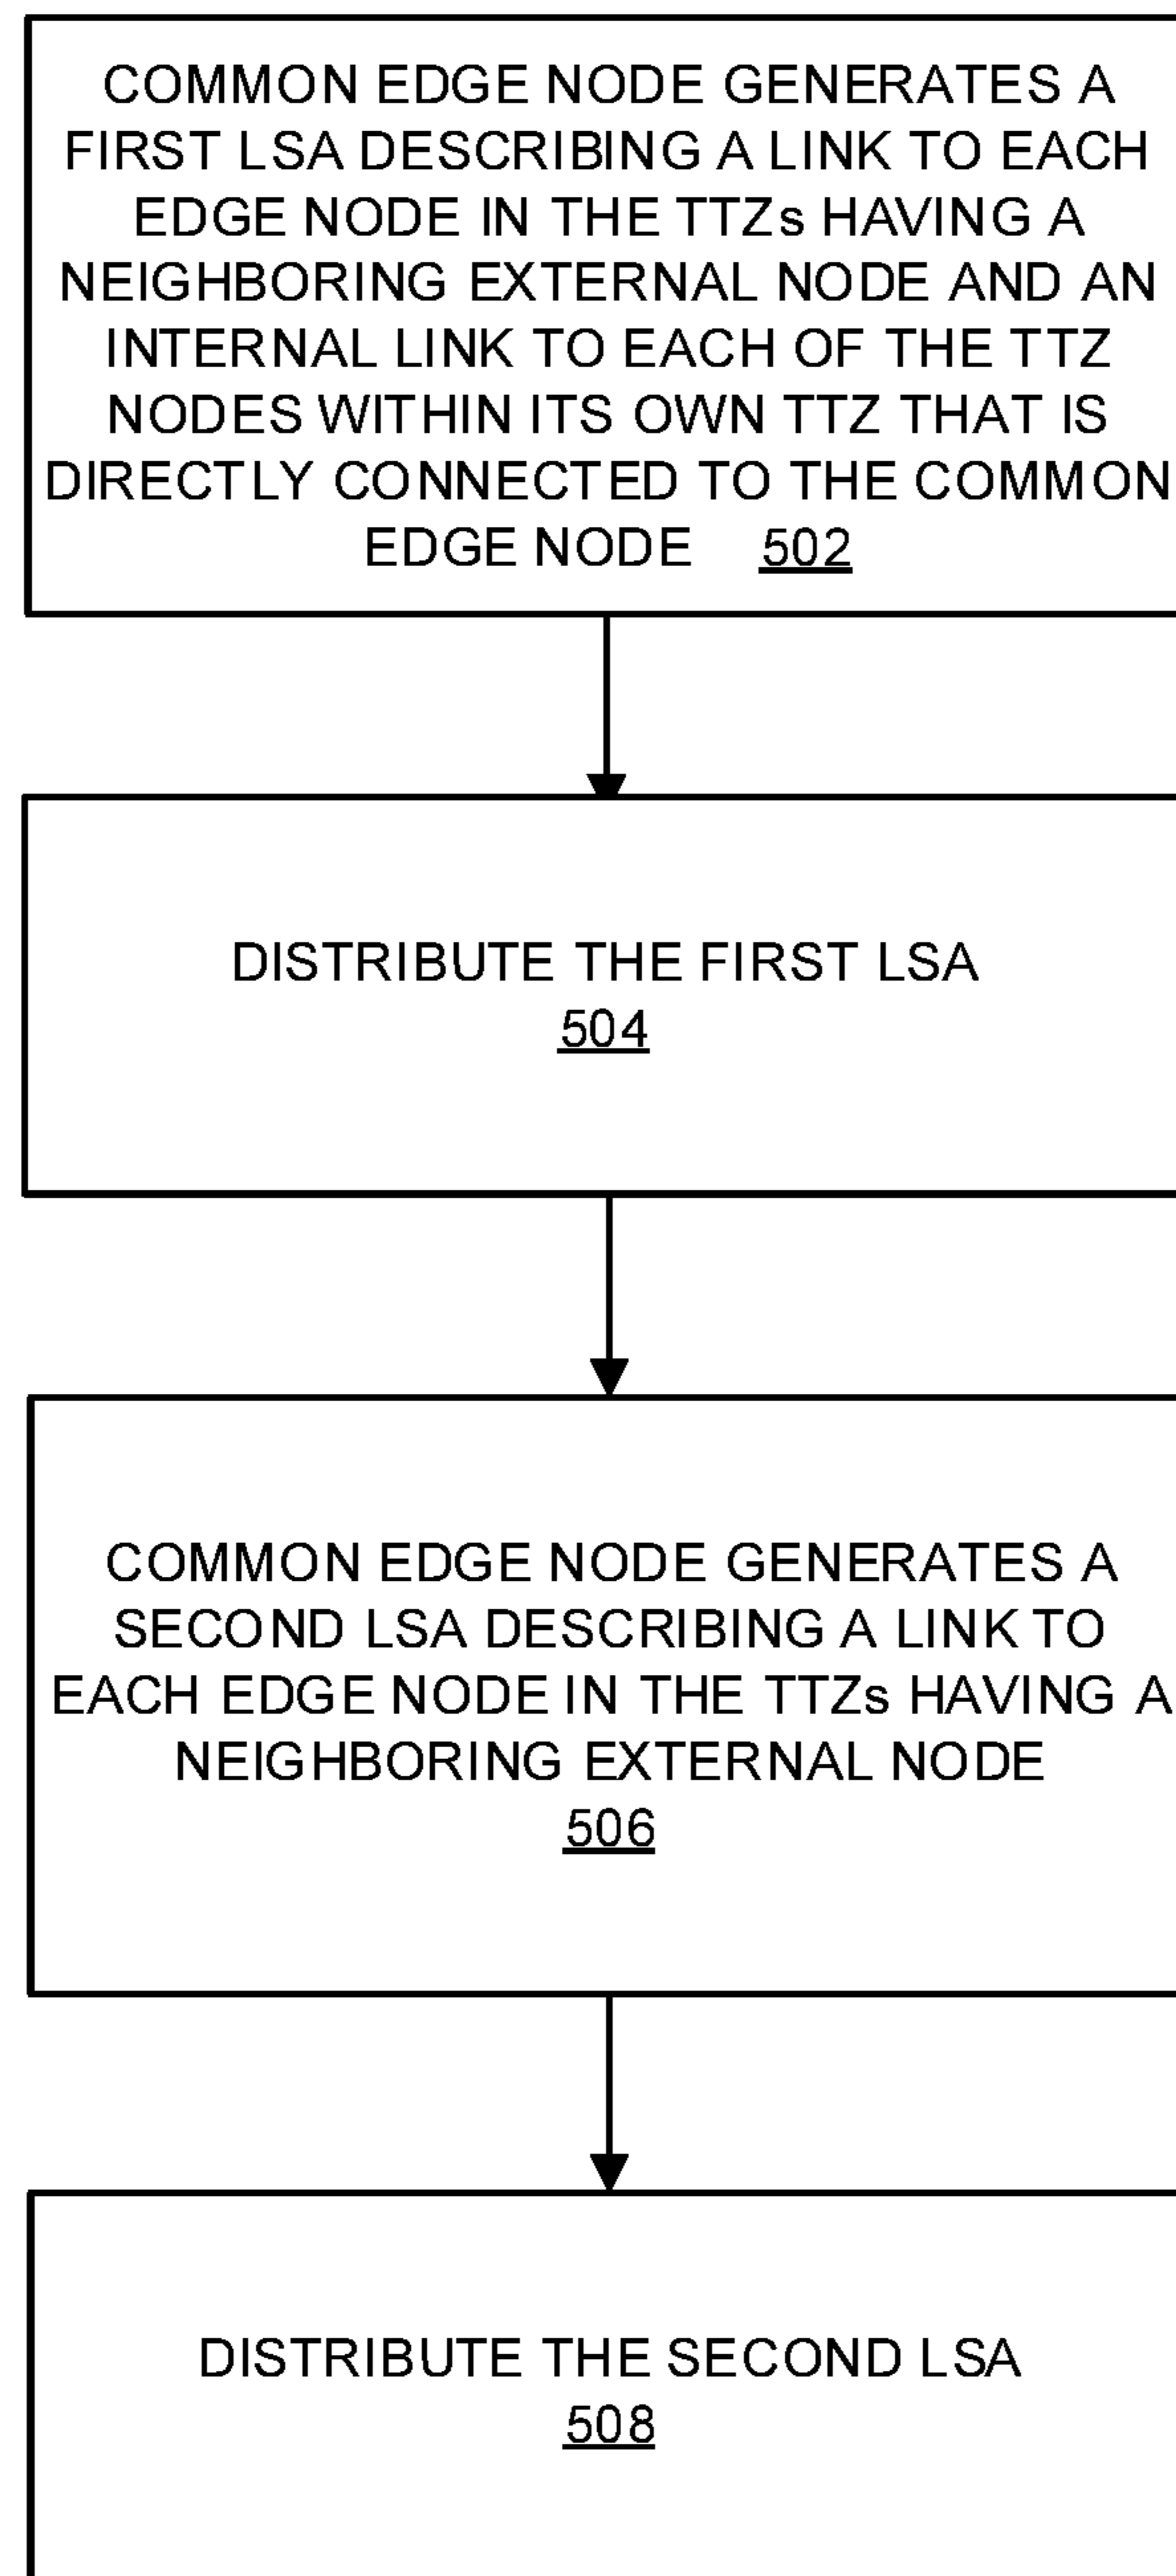 COMMON EDGE NODE GENERATES A
FIRST LSA DESCRIBING A LINK TO EACH
EDGE NODE IN THE TTZs HAVING A
NEIGHBORING EXTERNAL NODE AND AN
INTERNAL LINK TO EACH OF THE TTZ
NODES WITHIN ITS OWN TTZ THAT IS
DIRECTLY CONNECTED TO THE COMMON
EDGE NODE 502
DISTRIBUTE THE FIRST LSA
504
COMMON EDGE NODE GENERATES A
SECOND LSA DESCRIBING A LINK TO
EACH EDGE NODE IN THE TTZs HAVING A
NEIGHBORING EXTERNAL NODE
506
DISTRIBUTE THE SECOND LSA
508